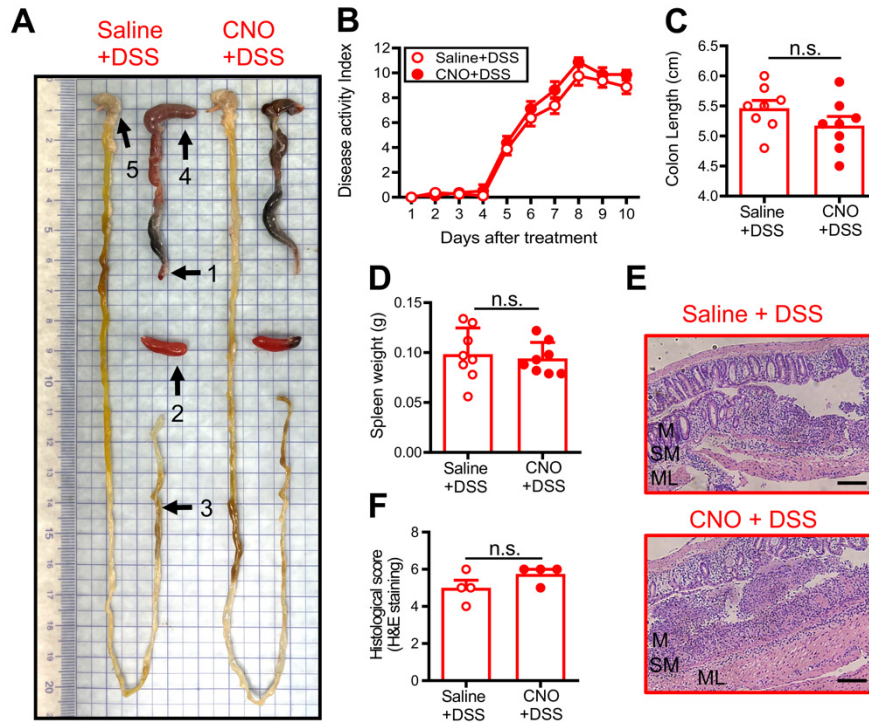 A
Saline
+DSS
CNO
+DSS
5
4
1
2
3
B
Disease activity Index
12
10
8
6
4
2
0
Saline+DSS
CNO+DSS
1 2 3 4 5 6 7 8 9 10
Days after treatment
C
n.s.
Colon Length (cm)
6.5
6.0
5.5
5.0
4.5
4.0
Saline
+DSS
CNO
+DSS
D
n.s.
Spleen weight (g)
0.15
0.10
0.05
0.00
Saline
+DSS
CNO
+DSS
E
Saline + DSS
M
SM
ML
CNO + DSS
M
SM
ML
F
n.s.
Histological score
(H&E staining)
8
6
4
2
0
Saline
+DSS
CNO
+DSS